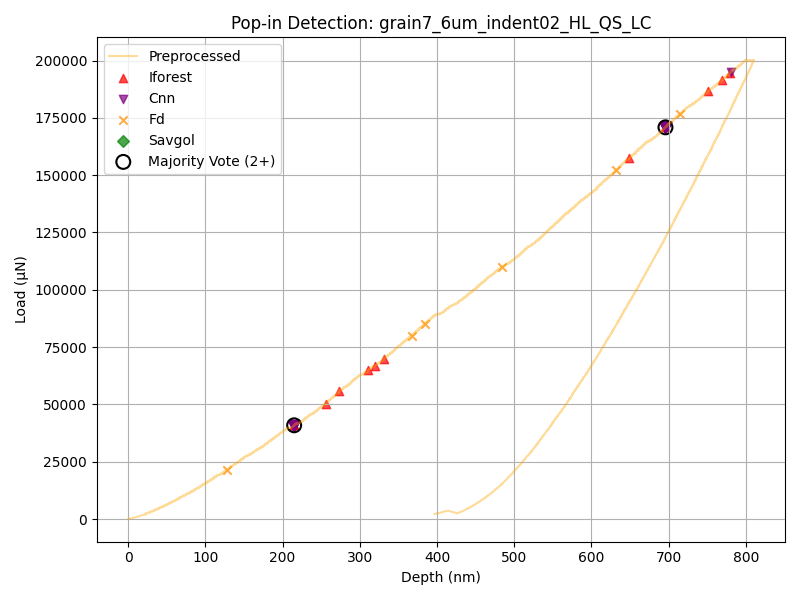 Pop-in Detection: grain7_6um_indent02_HL_QS_LC
Preprocessed
Iforest
Cnn
Fd
Savgol
Majority Vote (2+)
200000
175000
150000
125000
100000
75000
50000
25000
0
Load (µN)
0 100 200 300 400 500 600 700 800
Depth (nm)